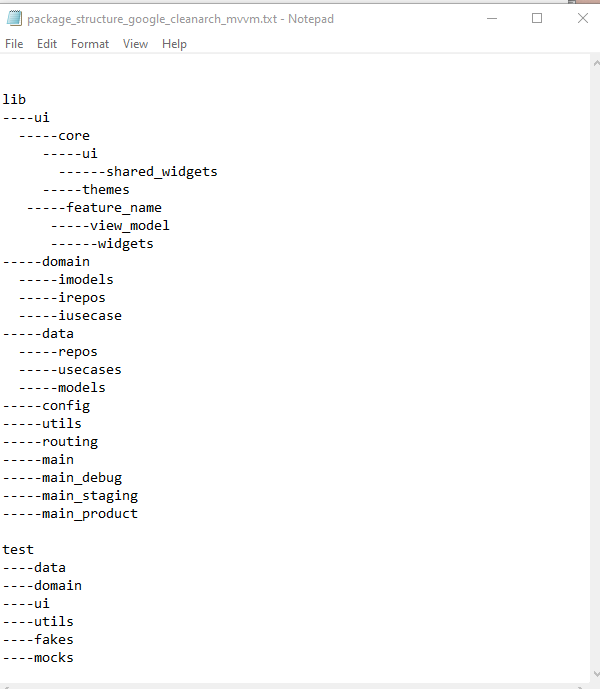 package_structure_google_cleanarch_mvvm.txt - Notepad
File Edit Format View Help
lib
----ui
  -----core
     -----ui
       ------shared_widgets
     -----themes
   -----feature_name
      -----view_model
      ------widgets
-----domain
  -----imodels
  -----irepos
  -----iusecase
-----data
  -----repos
  -----usecases
  -----models
-----config
-----utils
-----routing
-----main
-----main_debug
-----main_staging
-----main_product
test
----data
----domain
----ui
----utils
----fakes
----mocks